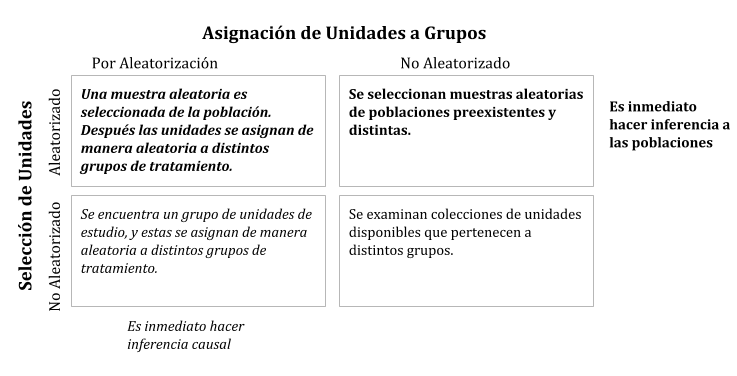 Asignación de Unidades a Grupos
Por Aleatorización
No Aleatorizado
Selección de Unidades
Aleatorizado
Una muestra aleatoria es
seleccionada de la población.
Después las unidades se asignan de
manera aleatoria a distintos
grupos de tratamiento.
Se seleccionan muestras aleatorias
de poblaciones preexistentes y
distintas.
Es inmediato
hacer inferencia a
las poblaciones
No Aleatorizado
Se encuentra un grupo de unidades de
estudio, y estas se asignan de manera
aleatoria a distintos grupos de
tratamiento.
Se examinan colecciones de unidades
disponibles que pertenecen a
distintos grupos.
Es inmediato hacer
inferencia causal